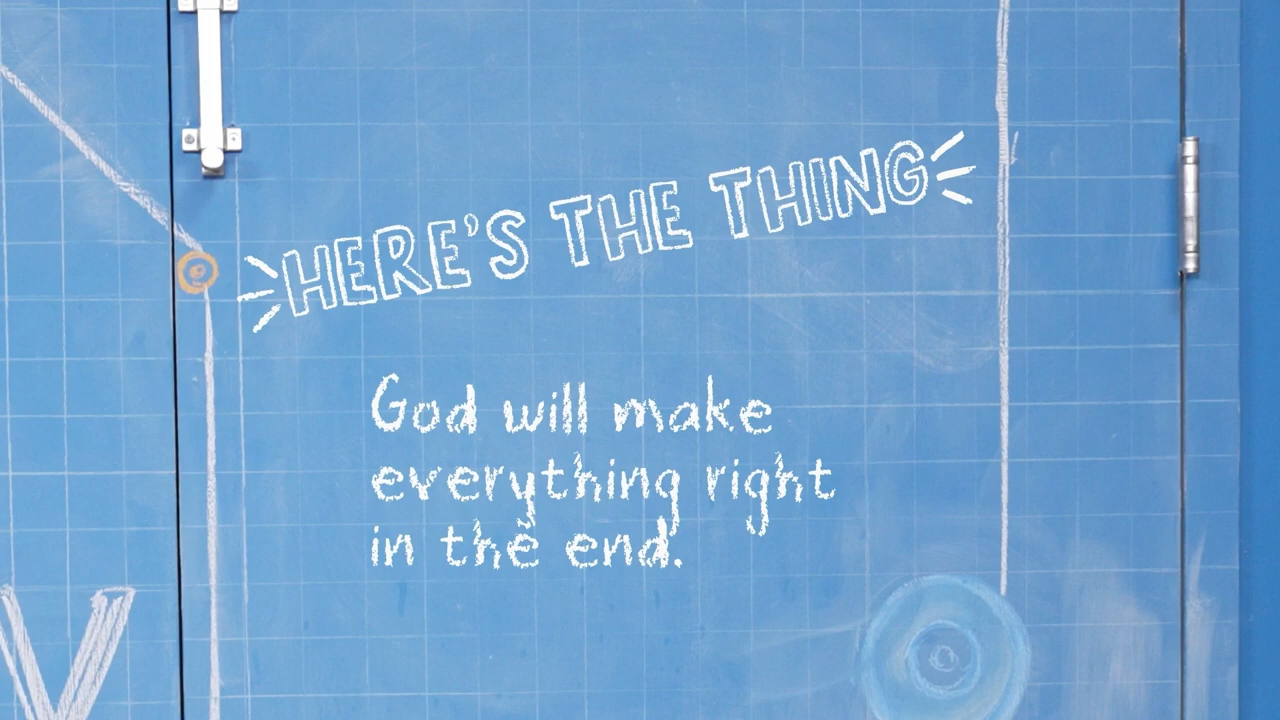 HERE'S THE THING
God will make
everything right
in the end.
V